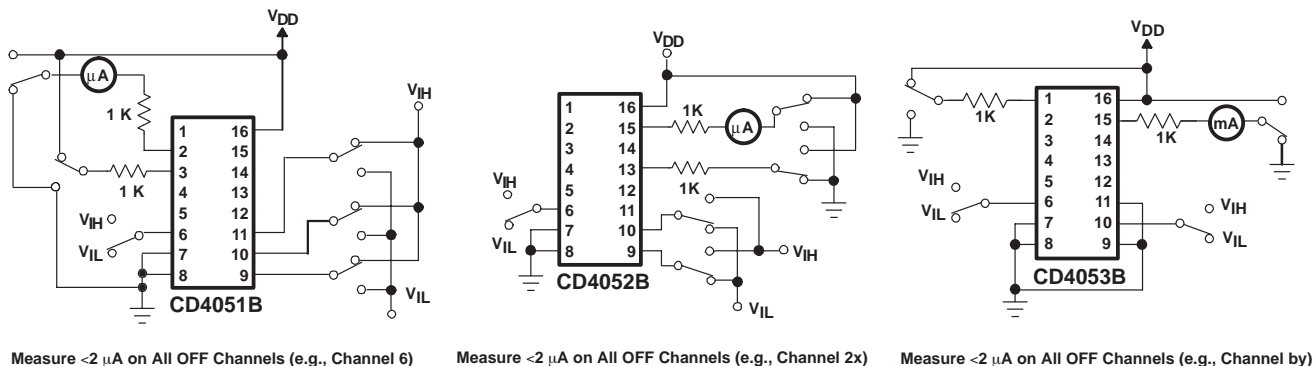 VDD
μA
1 K
1 K
VIH
1
2
3
4
5
6
7
8
16
15
14
13
12
11
10
9
VIH
VIL
CD4051B
VIL
Measure <2 μA on All OFF Channels (e.g., Channel 6)
VDD
1
2
3
4
5
6
7
8
16
15
14
13
12
11
10
9
1K
μA
1K
VIH
VIL
VIH
CD4052B
VIL
Measure <2 μA on All OFF Channels (e.g., Channel 2x)
VDD
1K
1
2
3
4
5
6
7
8
16
15
14
13
12
11
10
9
1K
mA
VIH
VIL
VIH
VIL
CD4053B
Measure <2 μA on All OFF Channels (e.g., Channel by)